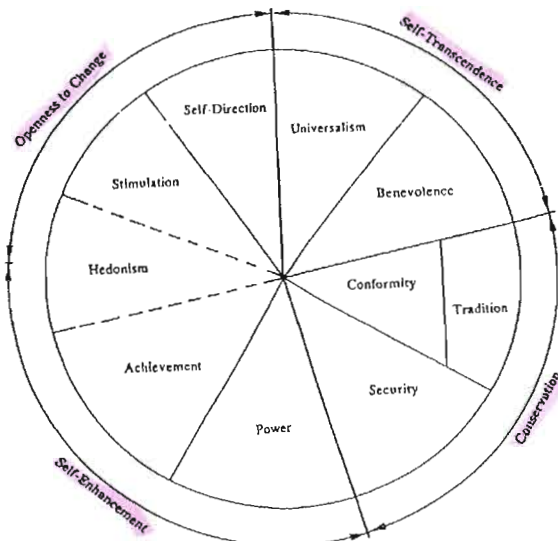 Openness to Change
Self-Transcendence
Self-Direction
Universalism
Stimulation
Benevolence
Hedonism
Conformity
Tradition
Achievement
Security
Power
Conservation
Self-Enhancement